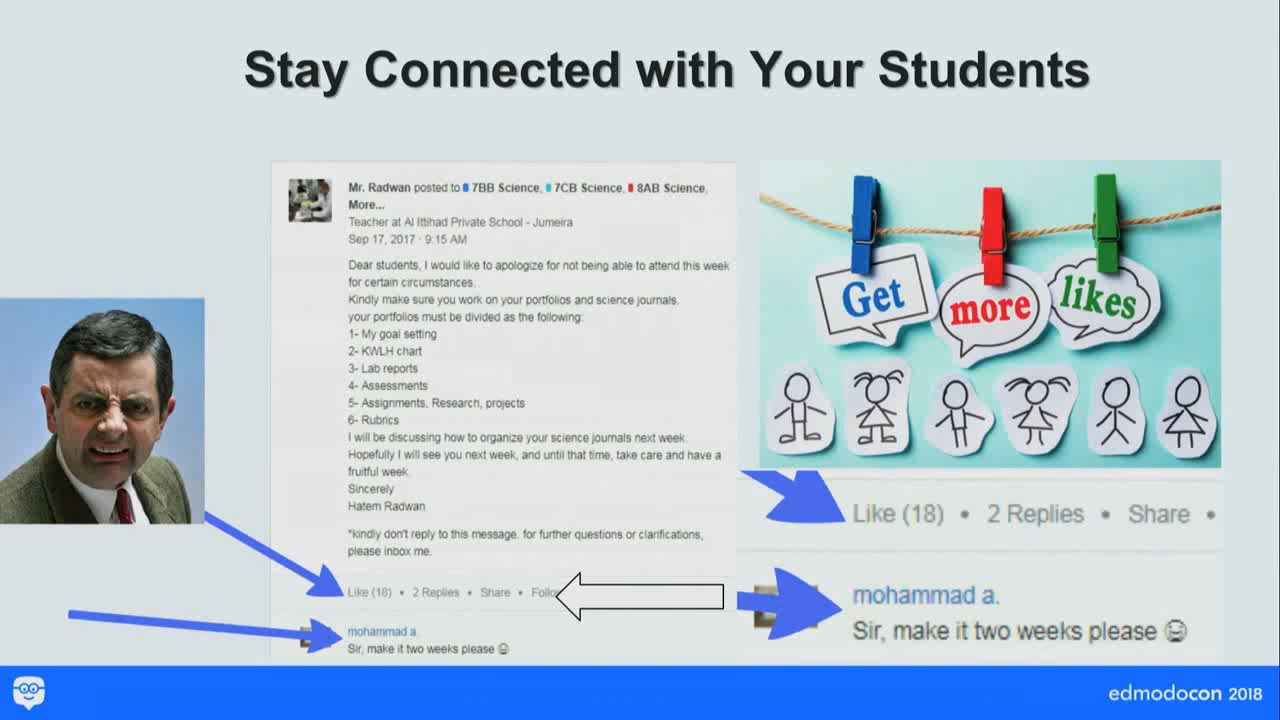 Stay Connected with Your Students
Mr. Radwan posted to 7BB Science, 7CB Science, 8AB Science,
More...
Teacher at Al Ittihad Private School - Jumeira
Sep 17, 2017 · 9:15 AM
Dear students, I would like to apologize for not being able to attend this week
for certain circumstances.
Kindly make sure you work on your portfolios and science journals.
your portfolios must be divided as the following:
1- My goal setting
2- KWLH chart
3- Lab reports
4- Assessments
5- Assignments. Research, projects
6- Rubrics
I will be discussing how to organize your science journals next week.
Hopefully I will see you next week, and until that time, take care and have a
fruitful week.
Sincerely
Hatem Radwan
*kindly don't reply to this message. for further questions or clarifications,
please inbox me.
Like (18) • 2 Replies • Share • Follo
mohammad a.
Sir, make it two weeks please
Get
more
likes
Like (18) • 2 Replies • Share •
mohammad a.
Sir, make it two weeks please
edmodocon 2018